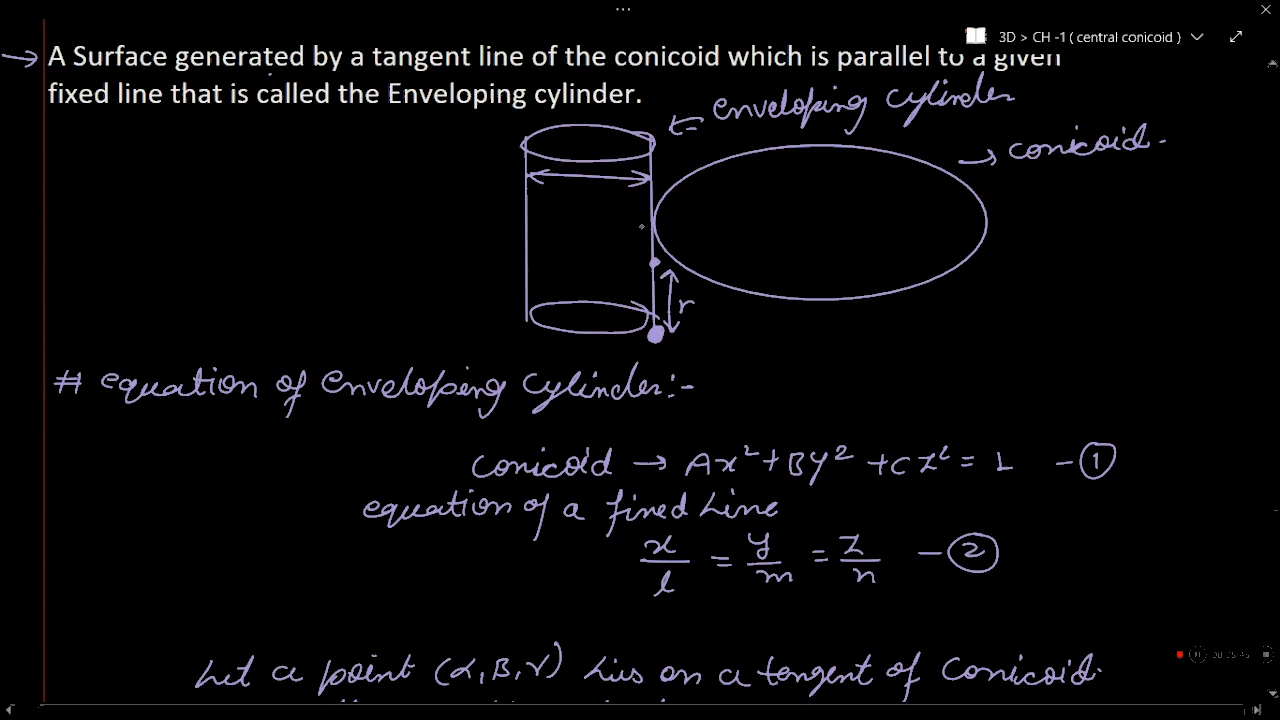 3D > CH -1 ( central conicoid )
→ A Surface generated by a tangent line of the conicoid which is parallel to a given
fixed line that is called the Enveloping cylinder.
enveloping cylinder
→ conicoid
r
# equation of enveloping cylinder:-
conicoid → Ax² + By² + Cz² = 1 - ①
equation of a fixed Line
x/l = y/m = z/n - ②
Let a point (α, β, γ) Lies on a tangent of conicoid